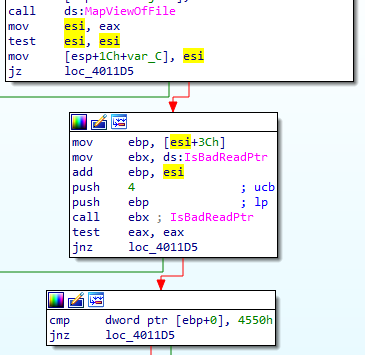 call ds:MapViewOfFile
mov esi, eax
test esi, esi
mov [esp+1Ch+var_C], esi
jz loc_4011D5
mov ebp, [esi+3Ch]
mov ebx, ds:IsBadReadPtr
add ebp, esi
push 4 ; ucb
push ebp ; lp
call ebx ; IsBadReadPtr
test eax, eax
jnz loc_4011D5
cmp dword ptr [ebp+0], 4550h
jnz loc_4011D5